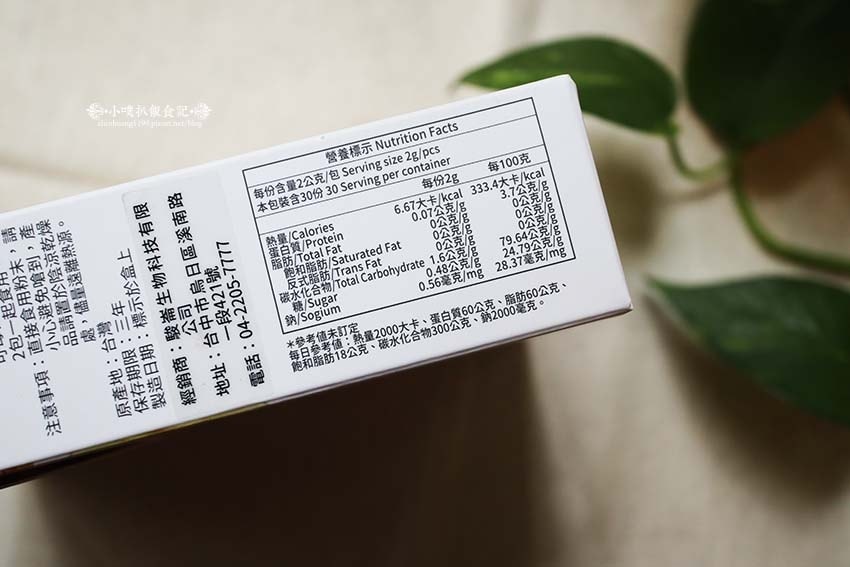 小噗趴飯食記
營養標示 Nutrition Facts
每份含量2公克/包 Serving size 2g/pcs
本包裝含30份 30 Serving per container
每份2g 每100克
熱量/Calories 6.67大卡/kcal 333.4大卡/kcal
蛋白質/Protein 0.07公克/g 3.7公克/g
脂肪/Total Fat 0公克/g 0公克/g
飽和脂肪/Saturated Fat 0公克/g 0公克/g
反式脂肪/Trans Fat 0公克/g 0公克/g
碳水化合物/Total Carbohydrate 1.6公克/g 79.64公克/g
糖/Sugar 0.48公克/g 24.79公克/g
鈉/Sogium 0.56毫克/mg 28.37毫克/mg
＊參考值未訂定
每日參考值：熱量2000大卡、蛋白質60公克、脂肪60公克、
飽和脂肪18公克、碳水化合物300公克、鈉2000毫克。
2包一起食用
注意事項：直接食用粉末，請
小心避免嗆到，產
品請置於陰涼乾燥
處，儘量遠離熱源。
原產地：台灣
保存期限：三年
製造日期：標示於盒上
經銷商：駿崙生物科技有限
公司
地址：台中市烏日區溪南路
一段421號
電話：04-2205-7777